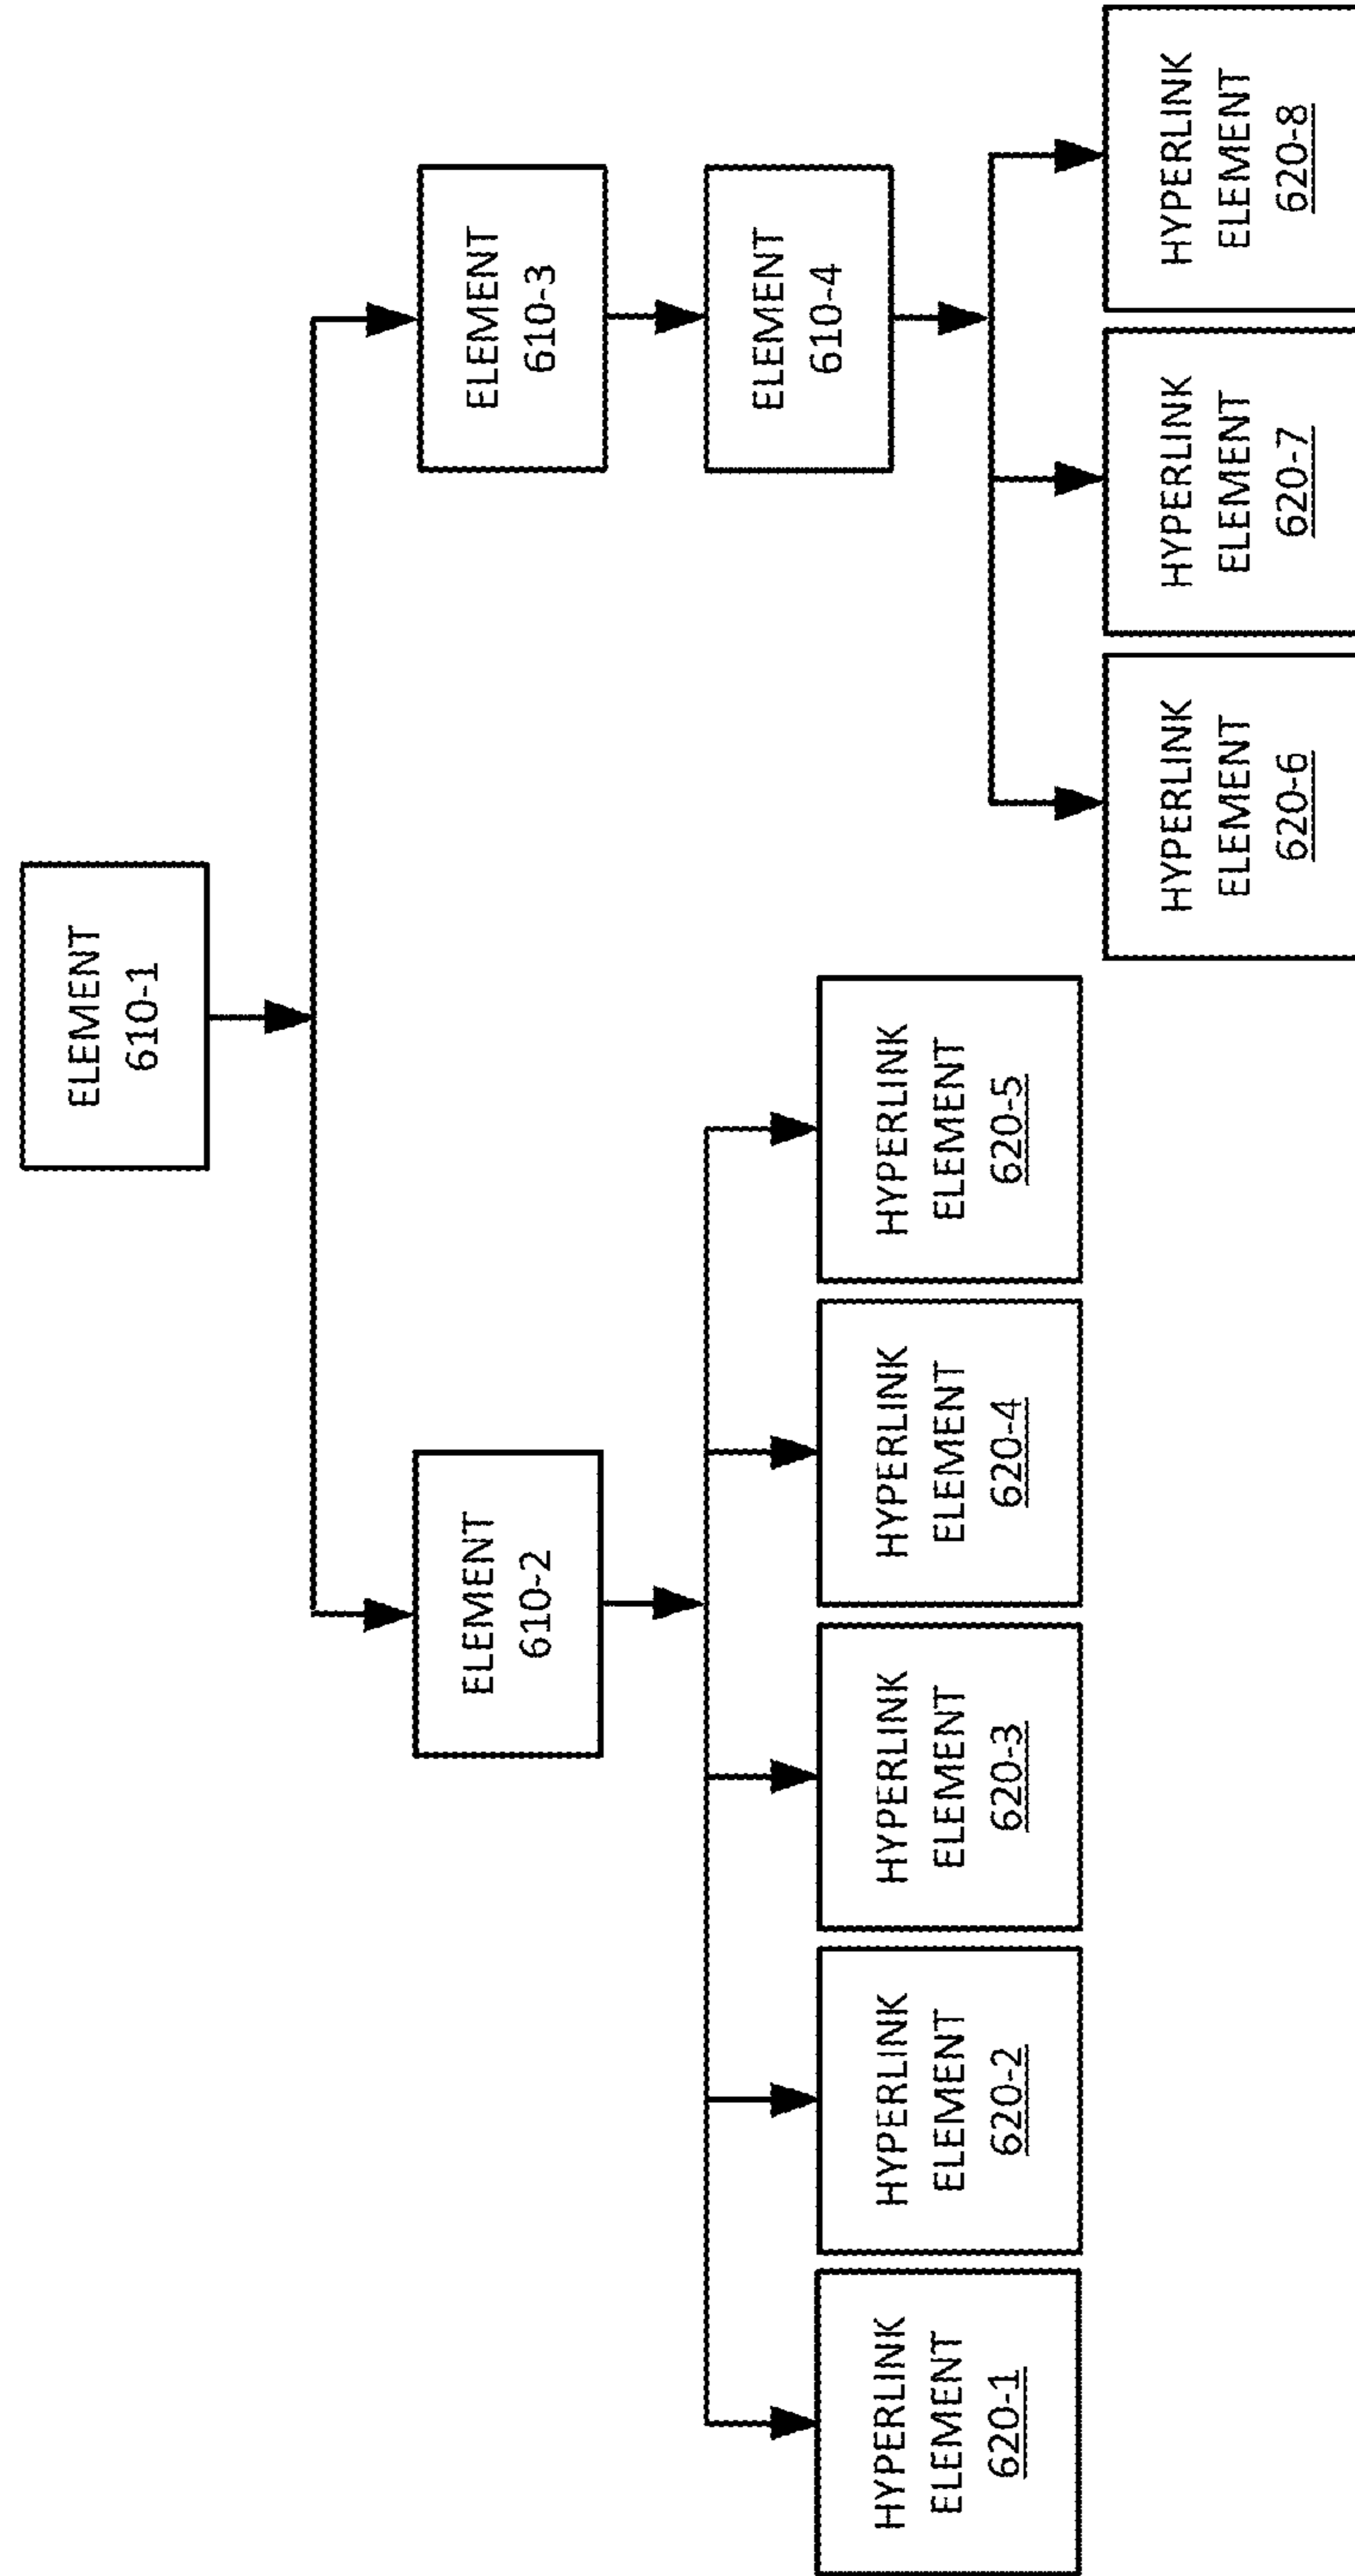 ELEMENT
610-1
ELEMENT
610-2
ELEMENT
610-3
ELEMENT
610-4
HYPERLINK
ELEMENT
620-1
HYPERLINK
ELEMENT
620-2
HYPERLINK
ELEMENT
620-3
HYPERLINK
ELEMENT
620-4
HYPERLINK
ELEMENT
620-5
HYPERLINK
ELEMENT
620-6
HYPERLINK
ELEMENT
620-7
HYPERLINK
ELEMENT
620-8